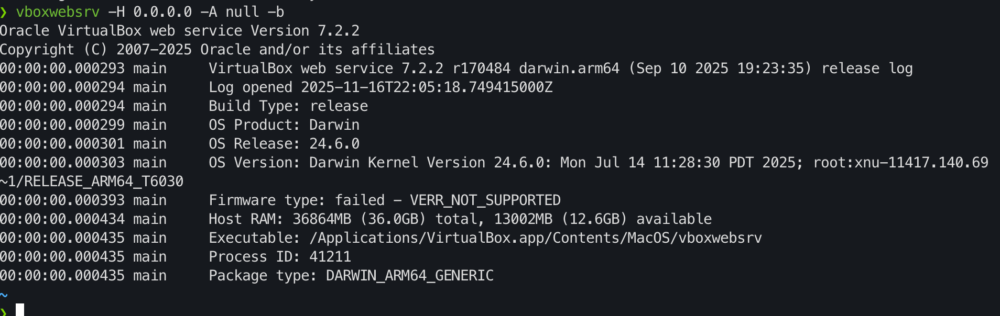 ❯ vboxwebsrv -H 0.0.0.0 -A null -b
Oracle VirtualBox web service Version 7.2.2
Copyright (C) 2007-2025 Oracle and/or its affiliates
00:00:00.000293 main     VirtualBox web service 7.2.2 r170484 darwin.arm64 (Sep 10 2025 19:23:35) release log
00:00:00.000294 main     Log opened 2025-11-16T22:05:18.749415000Z
00:00:00.000294 main     Build Type: release
00:00:00.000299 main     OS Product: Darwin
00:00:00.000301 main     OS Release: 24.6.0
00:00:00.000303 main     OS Version: Darwin Kernel Version 24.6.0: Mon Jul 14 11:28:30 PDT 2025; root:xnu-11417.140.69
~1/RELEASE_ARM64_T6030
00:00:00.000393 main     Firmware type: failed - VERR_NOT_SUPPORTED
00:00:00.000434 main     Host RAM: 36864MB (36.0GB) total, 13002MB (12.6GB) available
00:00:00.000435 main     Executable: /Applications/VirtualBox.app/Contents/MacOS/vboxwebsrv
00:00:00.000435 main     Process ID: 41211
00:00:00.000435 main     Package type: DARWIN_ARM64_GENERIC
~
❯